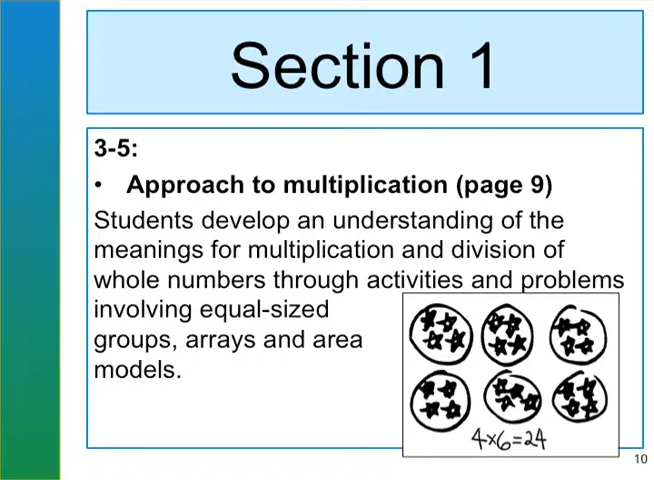 Section 1
3-5:
• Approach to multiplication (page 9)
Students develop an understanding of the
meanings for multiplication and division of
whole numbers through activities and problems
involving equal-sized
groups, arrays and area
models.
4×6=24
10